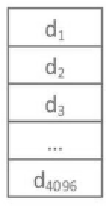 d₁
d₂
d₃
...
d₄₀₉₆